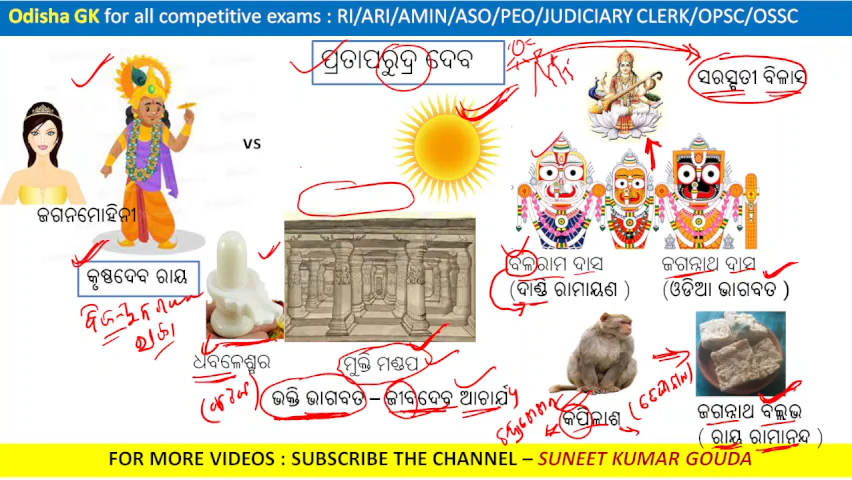 Odisha GK for all competitive exams : RI/ARI/AMIN/ASO/PEO/JUDICIARY CLERK/OPSC/OSSC
ପ୍ରତାପରୁଦ୍ର ଦେବ
ସରସ୍ୱତୀ ବିଳାସ
vs
ଜଗନମୋହିନୀ
କୃଷ୍ଣଦେବ ରାୟ
ବଳରାମ ଦାସ
(ଦାଣ୍ଡି ରାମାୟଣ )
ଜଗନ୍ନାଥ ଦାସ
(ଓଡିଆ ଭାଗବତ )
ରାଜା
ଧବଳେଶ୍ୱର
ମୁକ୍ତି ମଣ୍ଡପ
ଭକ୍ତି ଭାଗବତ – ଜୀବଦେବ ଆଚାର୍ଯ୍ୟ
କପିଳାଶ
ଜଗନ୍ନାଥ ବଲ୍ଲଭ
( ରାୟ ରାମାନନ୍ଦ )
FOR MORE VIDEOS : SUBSCRIBE THE CHANNEL – SUNEET KUMAR GOUDA